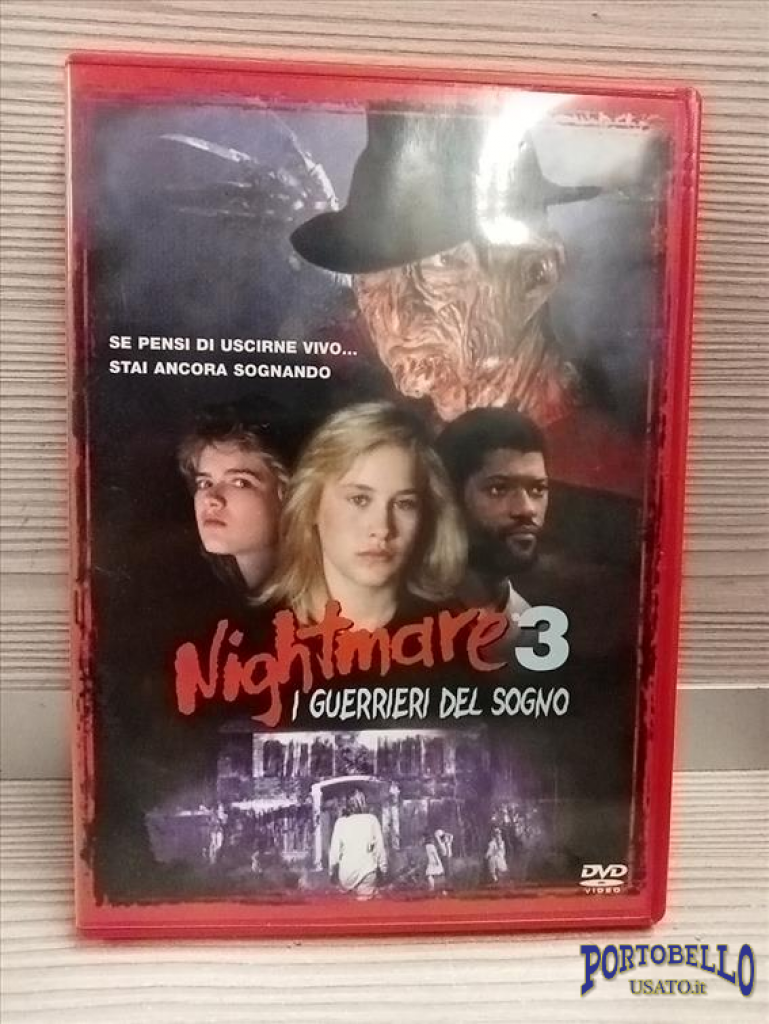 SE PENSI DI USCIRNE VIVO...
STAI ANCORA SOGNANDO
Nightmare 3
I GUERRIERI DEL SOGNO
DVD
VIDEO
PORTOBELLO
USATO.it